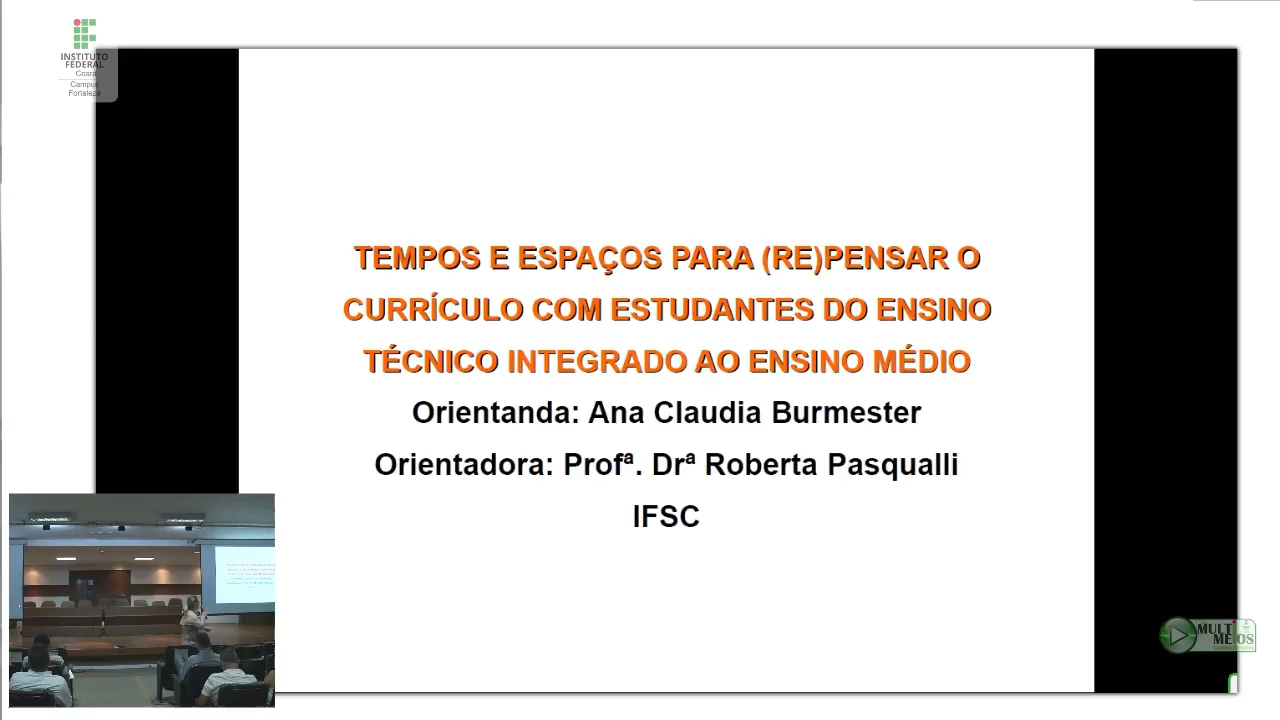 INSTITUTO
FEDERAL
Ceará
Campus
Fortaleza
TEMPOS E ESPAÇOS PARA (RE)PENSAR O
CURRÍCULO COM ESTUDANTES DO ENSINO
TÉCNICO INTEGRADO AO ENSINO MÉDIO
Orientanda: Ana Claudia Burmester
Orientadora: Profª. Drª Roberta Pasqualli
IFSC
MULT
MEIOS